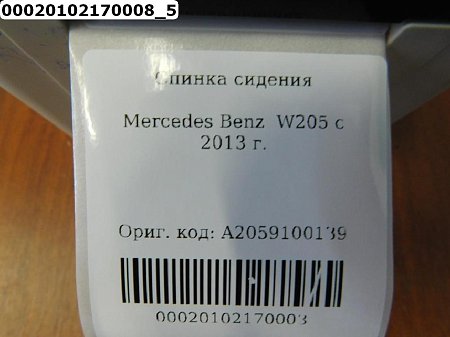 00020102170008_5
Спинка сидения
Mercedes Benz W205 с
2013 г.
Ориг. код: A2059100139
00020102170003